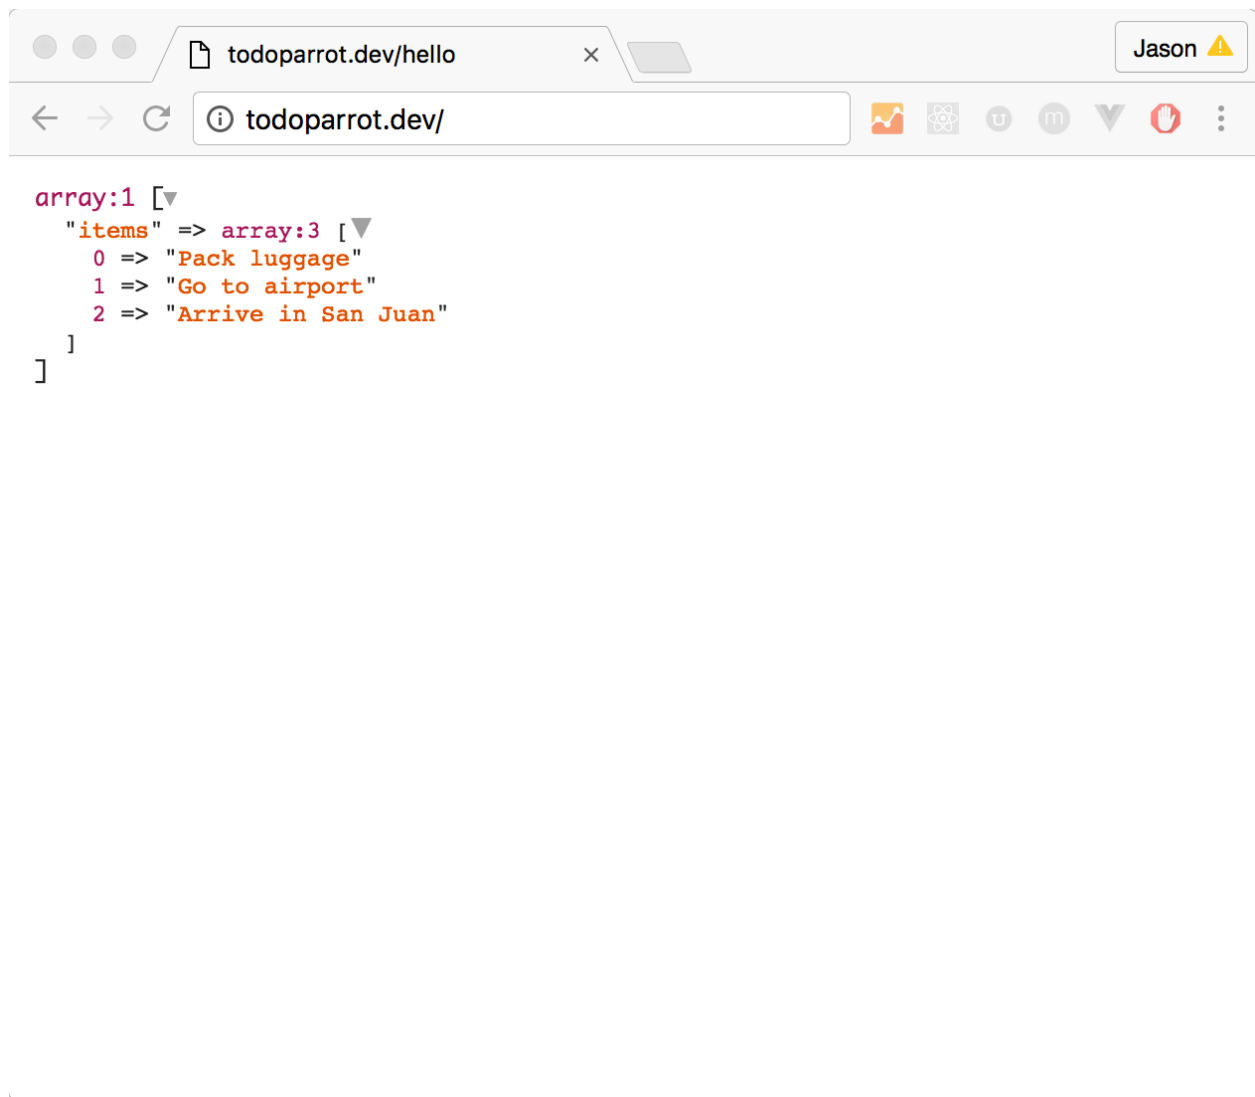 todoparrot.dev/hello
Jason
todoparrot.dev/
array:1 [
"items" => array:3 [
0 => "Pack luggage"
1 => "Go to airport"
2 => "Arrive in San Juan"
]
]